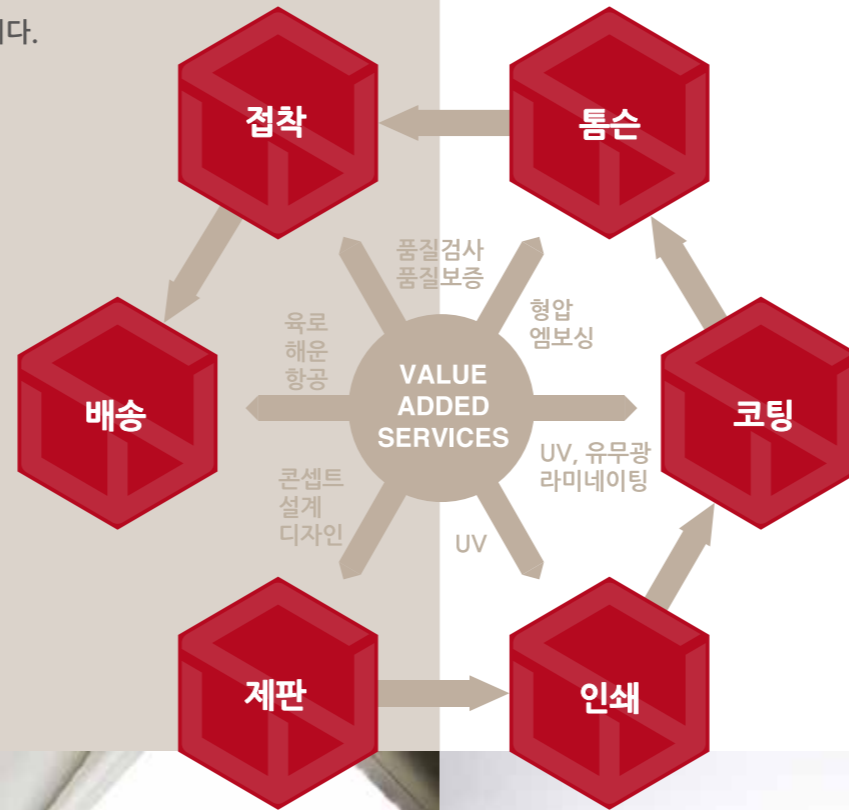 니다.
접착
톰슨
품질검사
품질보증
형압
엠보싱
육로
해운
항공
VALUE
ADDED
SERVICES
배송
코팅
UV, 유무광
라미네이팅
콘셉트
설계
디자인
UV
제판
인쇄